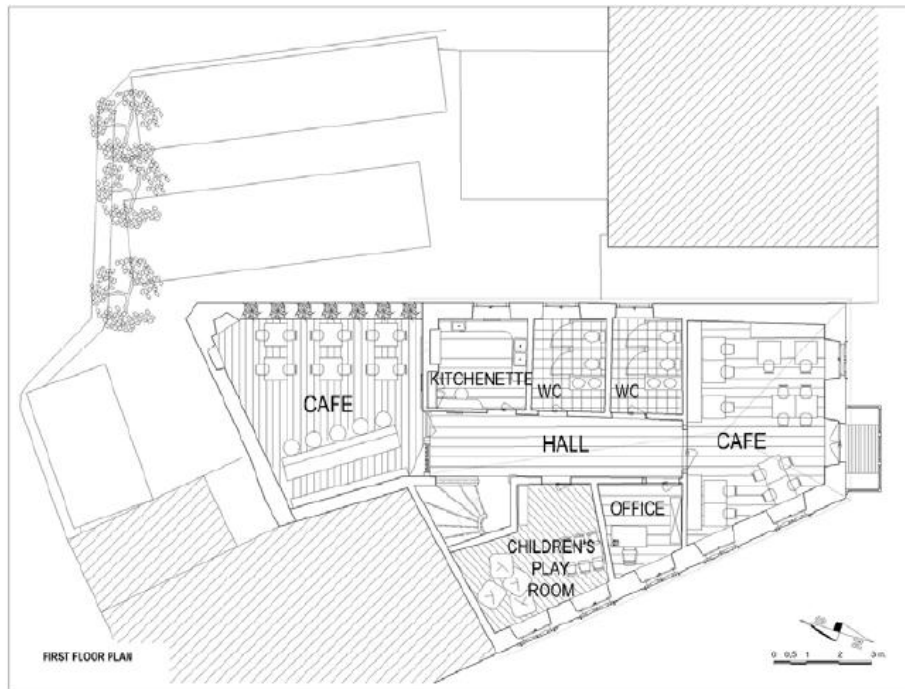 KITCHENETTE
WC
WC
CAFE
HALL
CAFE
OFFICE
CHILDREN'S
PLAY
ROOM
FIRST FLOOR PLAN
0 0,5 1 2 3 m.